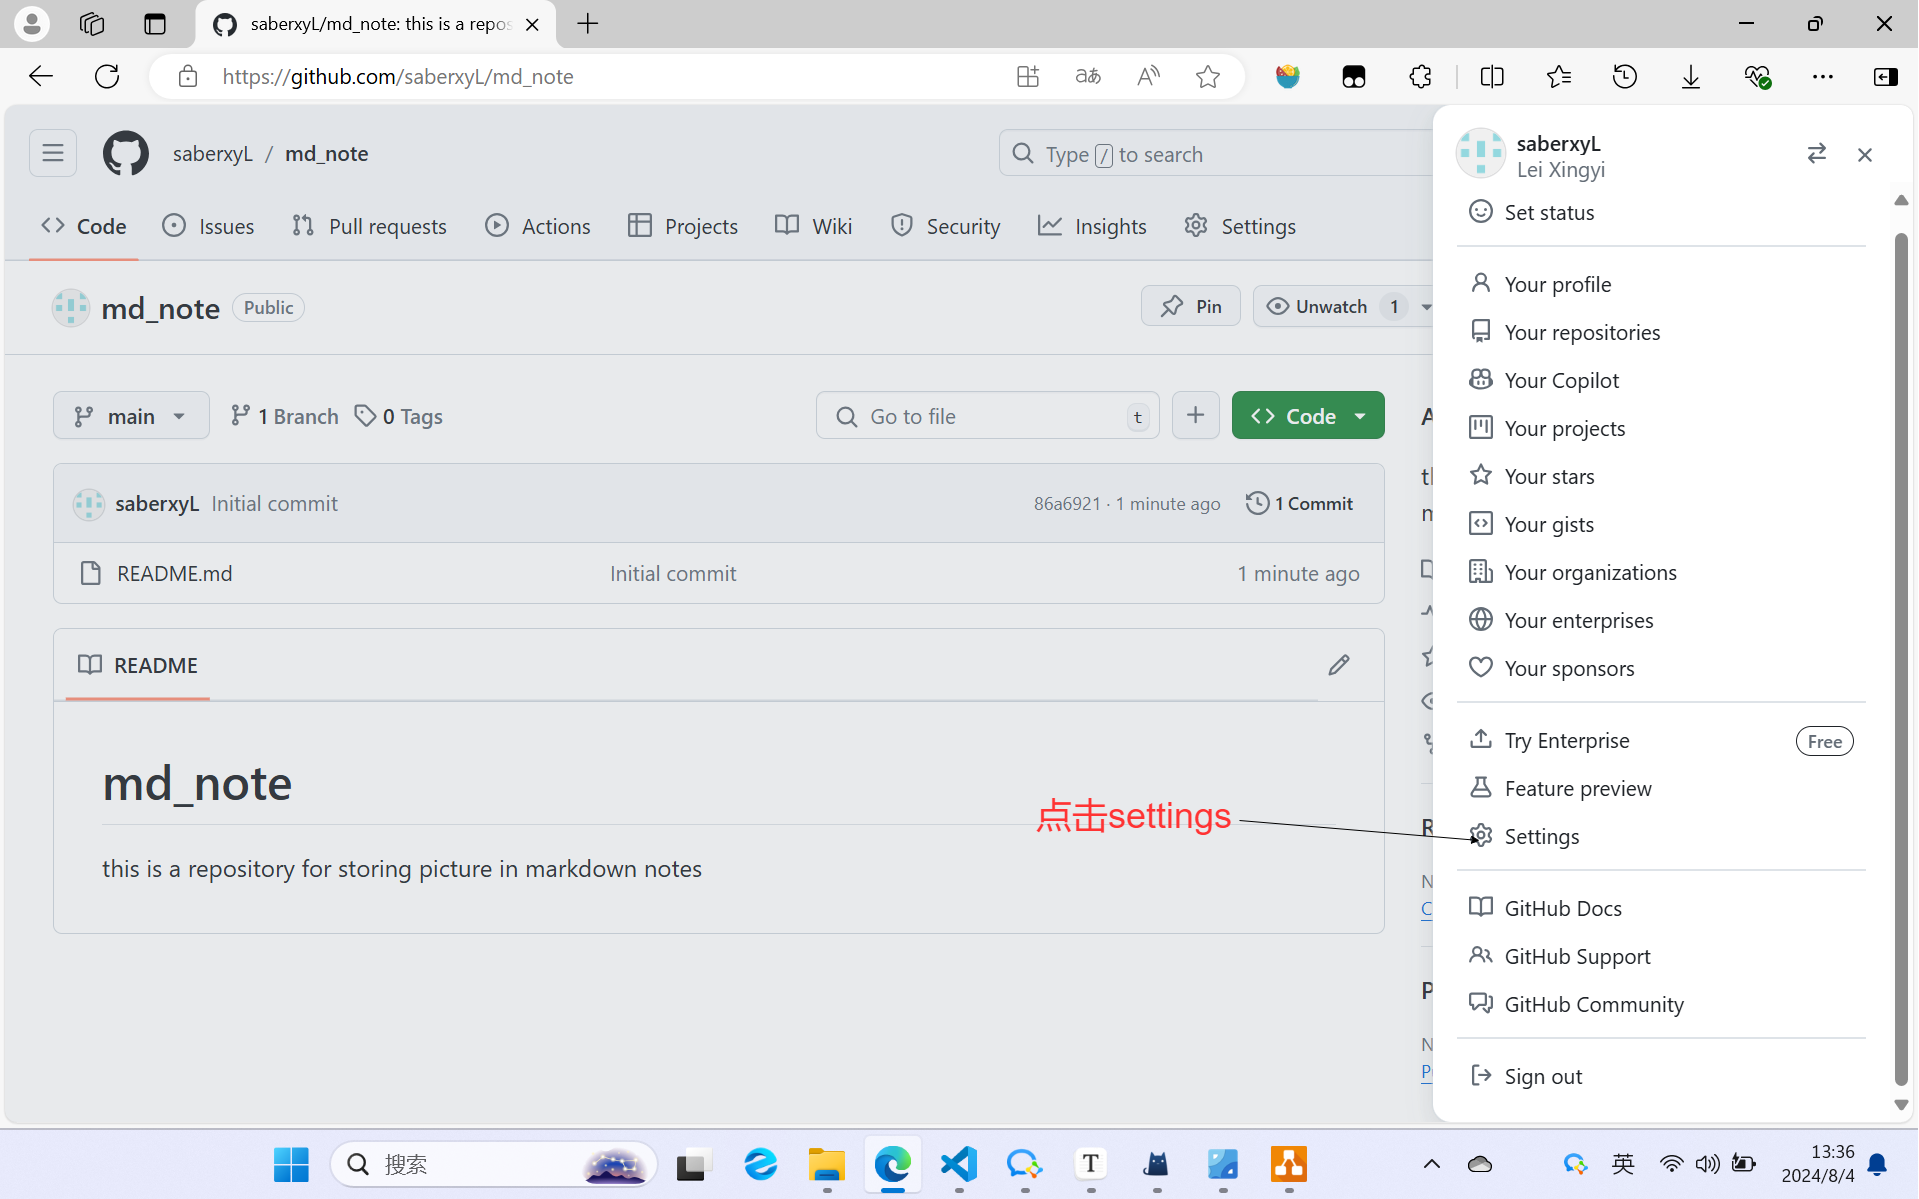 saberxyL/md_note: this is a repos
https://github.com/saberxyL/md_note
saberxyL / md_note
Type / to search
Code
Issues
Pull requests
Actions
Projects
Wiki
Security
Insights
Settings
md_note
Public
Pin
Unwatch 1
main
1 Branch
0 Tags
Go to file
t
Code
saberxyL Initial commit
86a6921 · 1 minute ago
1 Commit
README.md
Initial commit
1 minute ago
README
md_note
this is a repository for storing picture in markdown notes
点击settings
saberxyL
Lei Xingyi
Set status
Your profile
Your repositories
Your Copilot
Your projects
Your stars
Your gists
Your organizations
Your enterprises
Your sponsors
Try Enterprise
Free
Feature preview
Settings
GitHub Docs
GitHub Support
GitHub Community
Sign out
搜索
英
13:36
2024/8/4